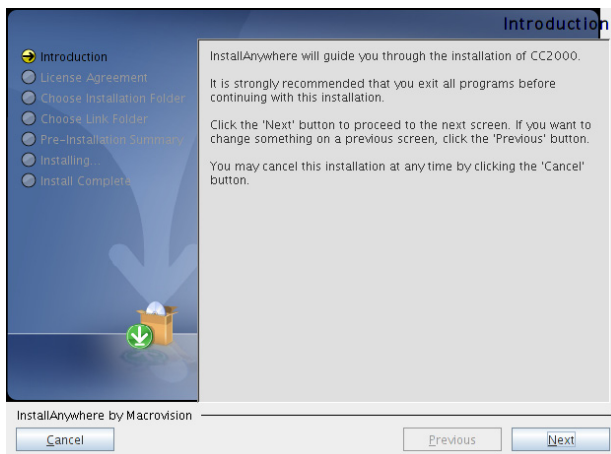 Introduction
Introduction
License Agreement
Choose Installation Folder
Choose Link Folder
Pre-Installation Summary
Installing...
Install Complete
InstallAnywhere will guide you through the installation of CC2000.
It is strongly recommended that you exit all programs before
continuing with this installation.
Click the 'Next' button to proceed to the next screen. If you want to
change something on a previous screen, click the 'Previous' button.
You may cancel this installation at any time by clicking the 'Cancel'
button.
InstallAnywhere by Macrovision
Cancel
Previous
Next